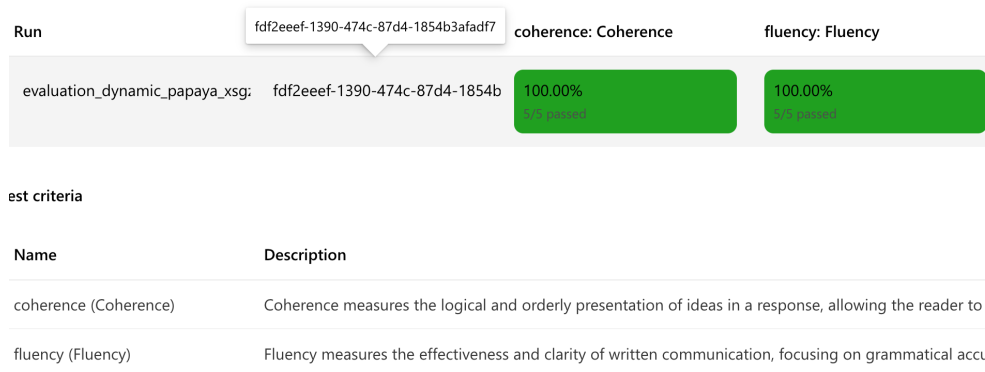 fdf2eeef-1390-474c-87d4-1854b3afadf7
Run coherence: Coherence fluency: Fluency
evaluation_dynamic_papaya_xsg fdf2eeef-1390-474c-87d4-1854b 100.00% 100.00%
5/5 passed 5/5 passed
est criteria
Name Description
coherence (Coherence) Coherence measures the logical and orderly presentation of ideas in a response, allowing the reader to
fluency (Fluency) Fluency measures the effectiveness and clarity of written communication, focusing on grammatical accu